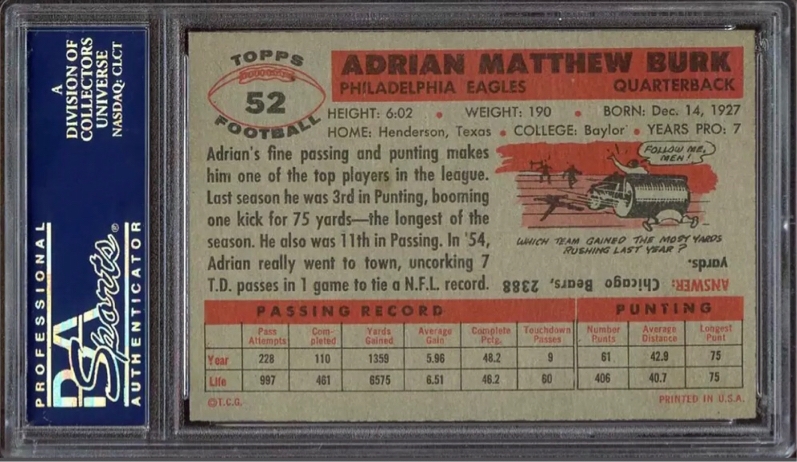 A
DIVISION OF
COLLECTORS
UNIVERSE
NASDAQ: CLCT
PROFESSIONAL
PSA Sports®
AUTHENTICATOR
TOPPS
52
FOOTBALL
ADRIAN MATTHEW BURK
PHILADELPHIA EAGLES QUARTERBACK
HEIGHT: 6:02 • WEIGHT: 190 • BORN: Dec. 14, 1927
HOME: Henderson, Texas • COLLEGE: Baylor • YEARS PRO: 7
Adrian's fine passing and punting makes
him one of the top players in the league.
Last season he was 3rd in Punting, booming
one kick for 75 yards—the longest of the
season. He also was 11th in Passing. In '54,
Adrian really went to town, uncorking 7
T.D. passes in 1 game to tie a N.F.L. record.
FOLLOW ME,
MEN!
WHICH TEAM GAINED THE MOST YARDS
RUSHING LAST YEAR?
ANSWER: Chicago Bears, 2388
yards.
PASSING RECORD PUNTING
Pass Attempts Completed Yards Gained Average Gain Complete Pctg. Touchdown Passes Number Punts Average Distance Longest Punt
Year 228 110 1359 5.96 48.2 9 61 42.9 75
Life 997 461 6575 6.51 46.2 60 406 40.7 75
©T.C.G. PRINTED IN U.S.A.